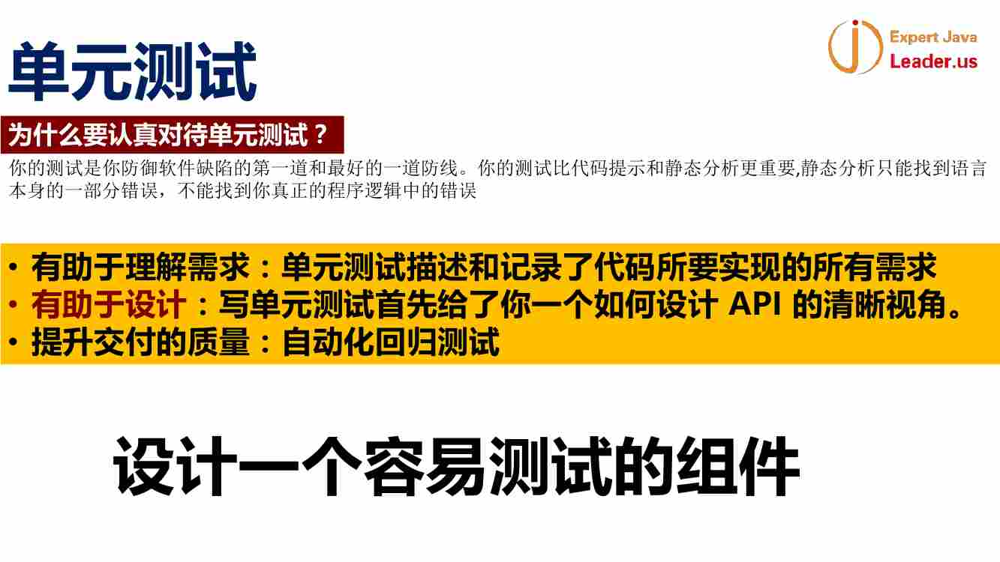 单元测试
Expert Java
Leader.us
为什么要认真对待单元测试？
你的测试是你防御软件缺陷的第一道和最好的一道防线。你的测试比代码提示和静态分析更重要,静态分析只能找到语言
本身的一部分错误，不能找到你真正的程序逻辑中的错误
• 有助于理解需求：单元测试描述和记录了代码所要实现的所有需求
• 有助于设计：写单元测试首先给了你一个如何设计 API 的清晰视角。
• 提升交付的质量：自动化回归测试
设计一个容易测试的组件